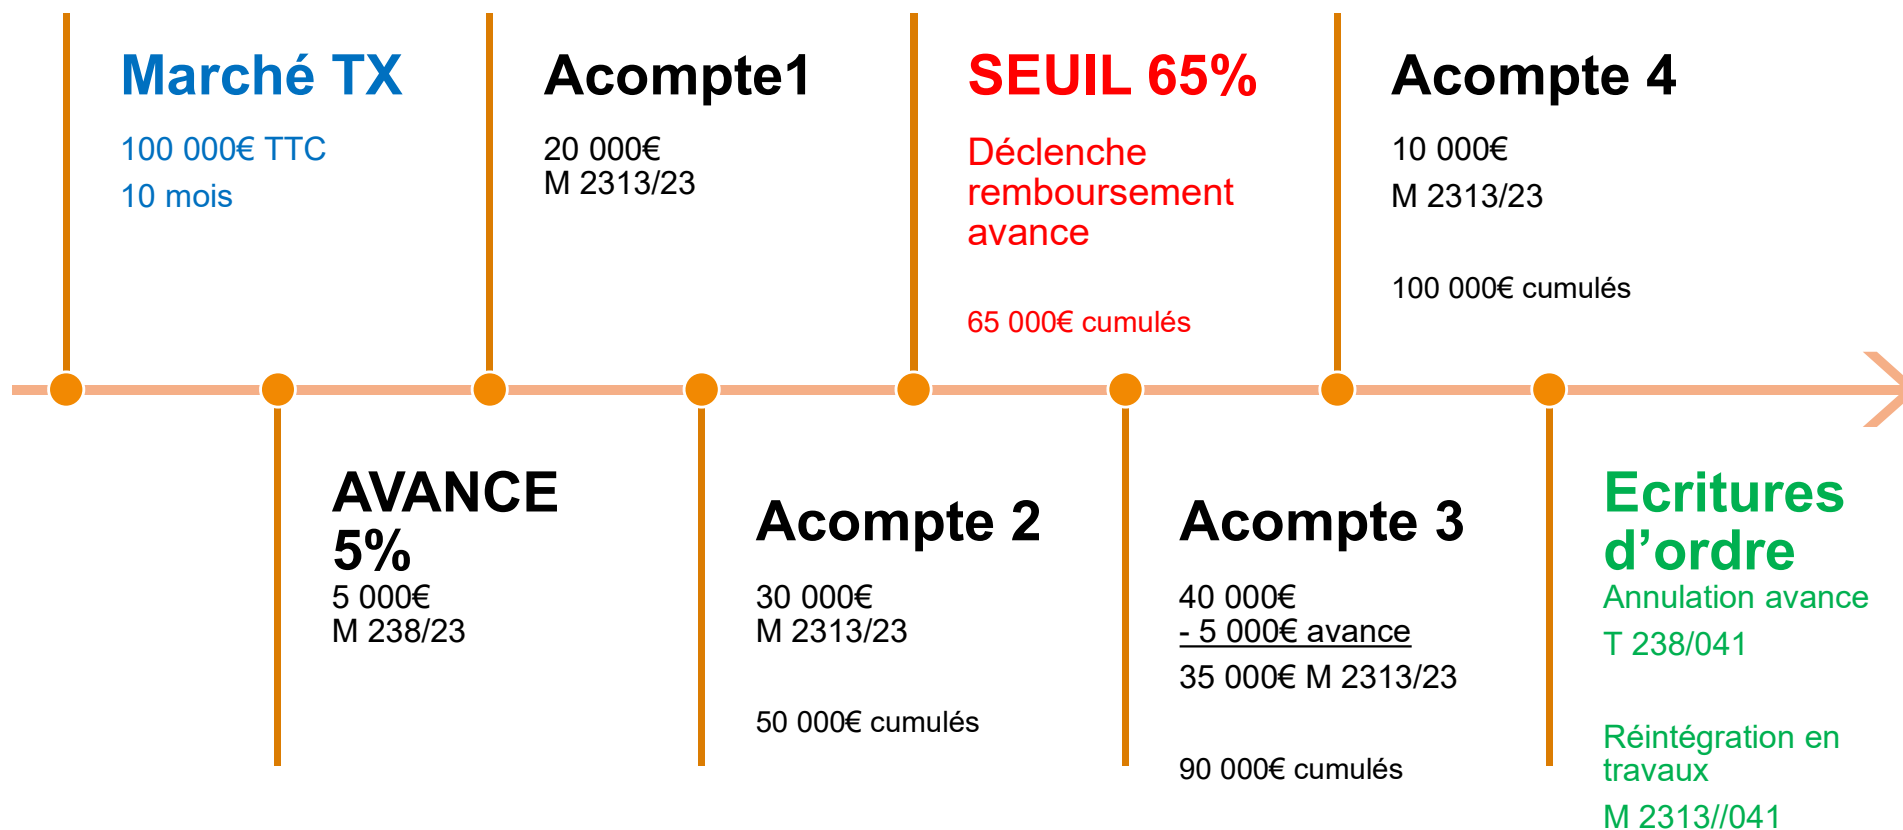 Marché TX
100 000€ TTC
10 mois
AVANCE
5%
5 000€
M 238/23
Acompte1
20 000€
M 2313/23
Acompte 2
30 000€
M 2313/23
50 000€ cumulés
SEUIL 65%
Déclenche
remboursement
avance
65 000€ cumulés
Acompte 3
40 000€
- 5 000€ avance
35 000€ M 2313/23
90 000€ cumulés
Acompte 4
10 000€
M 2313/23
100 000€ cumulés
Ecritures
d’ordre
Annulation avance
T 238/041
Réintégration en
travaux
M 2313//041